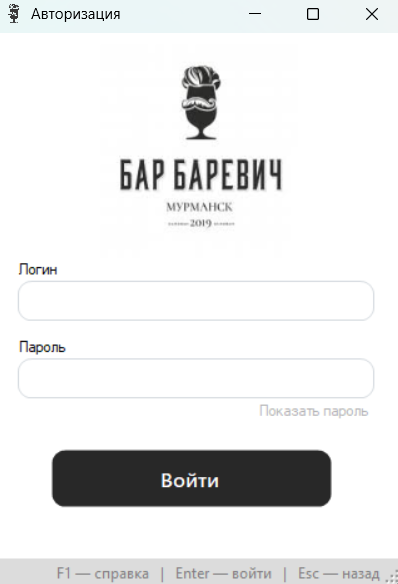 Авторизация
БАР БАРЕВИЧ
МУРМАНСК
2019
Логин
Пароль
Показать пароль
Войти
F1 — справка | Enter — войти | Esc — назад